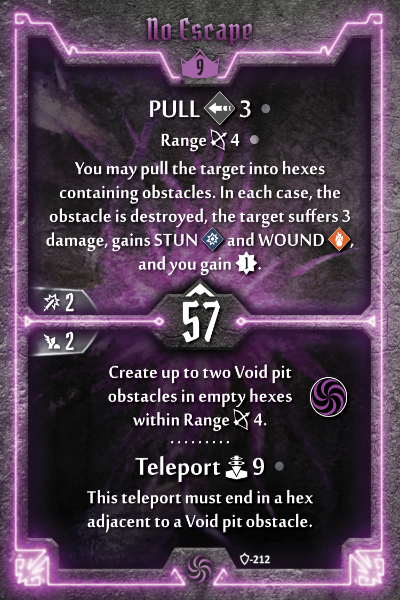 No Escape
9
PULL 3
Range 4
You may pull the target into hexes
containing obstacles. In each case, the
obstacle is destroyed, the target suffers 3
damage, gains STUN and WOUND ,
and you gain 1.
2
57
2
Create up to two Void pit
obstacles in empty hexes
within Range 4.
Teleport 9
This teleport must end in a hex
adjacent to a Void pit obstacle.
-212